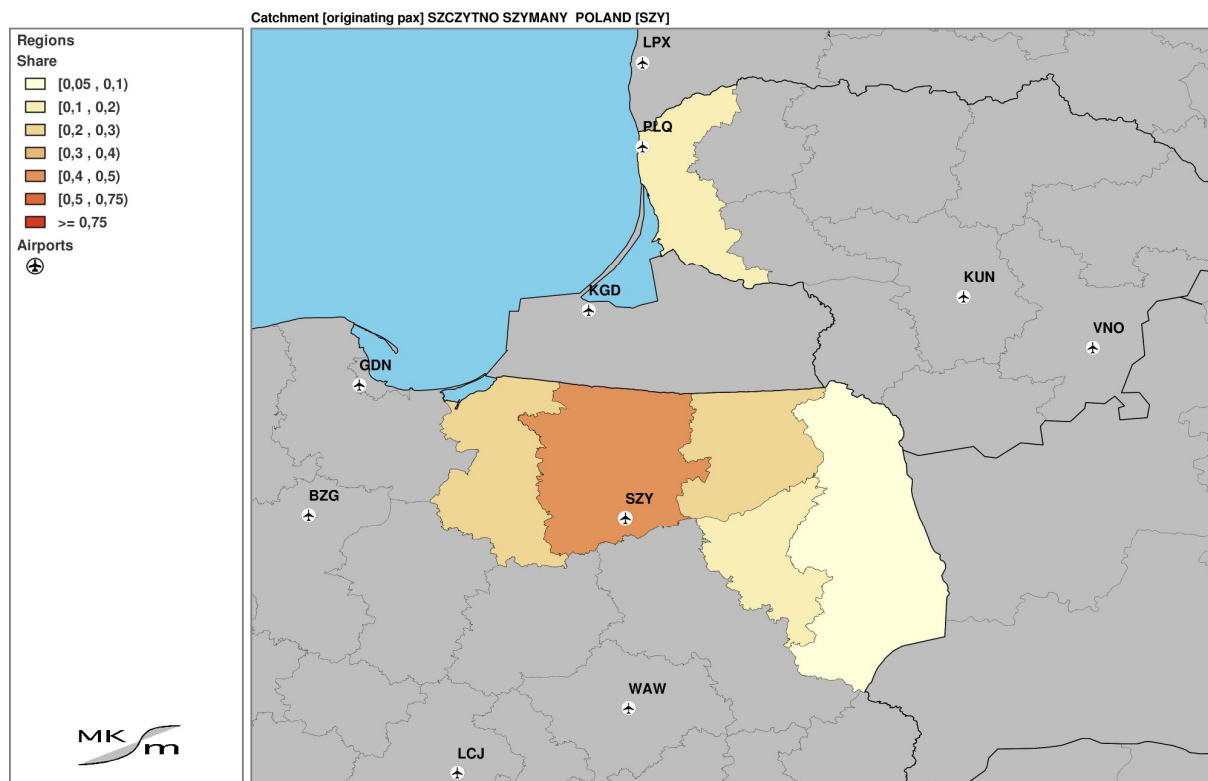 Catchment [originating pax] SZCZYTNO SZYMANY POLAND [SZY]
Regions
Share
[0,05 , 0,1)
[0,1 , 0,2)
[0,2 , 0,3)
[0,3 , 0,4)
[0,4 , 0,5)
[0,5 , 0,75)
>= 0,75
Airports
LPX
PLQ
KUN
KGD
VNO
GDN
BZG
SZY
WAW
LCJ
MK
m